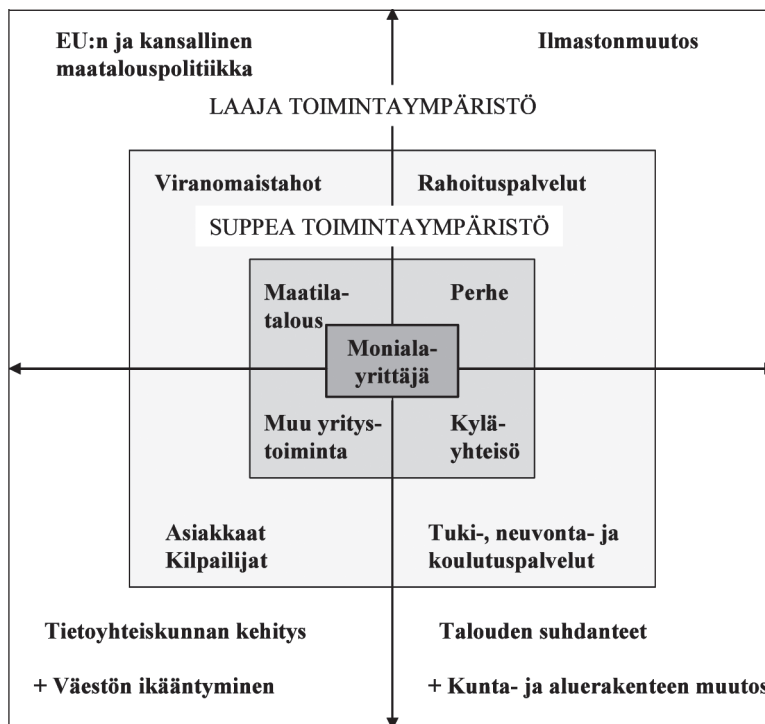 EU:n ja kansallinen
maatalouspolitiikka
Ilmastonmuutos
LAAJA TOIMINTAYMPÄRISTÖ
Viranomaistahot
Rahoituspalvelut
SUPPEA TOIMINTAYMPÄRISTÖ
Maatila-
talous
Perhe
Moniala-
yrittäjä
Muu yritys-
toiminta
Kylä-
yhteisö
Asiakkaat
Kilpailijat
Tuki-, neuvonta- ja
koulutuspalvelut
Tietoyhteiskunnan kehitys
Talouden suhdanteet
+ Väestön ikääntyminen
+ Kunta- ja aluerakenteen muutos